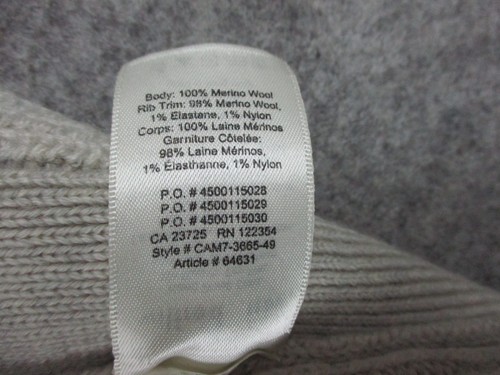 Body: 100% Merino Wool
Rib Trim: 98% Merino Wool,
1% Elastane, 1% Nylon
Corps: 100% Laine Mérinos
Garniture Côtelée:
98% Laine Mérinos,
1% Élasthanne, 1% Nylon
P.O. # 4500115028
P.O. # 4500115029
P.O. # 4500115030
CA 23725 RN 122354
Style # CAM7-3665-49
Article # 64631